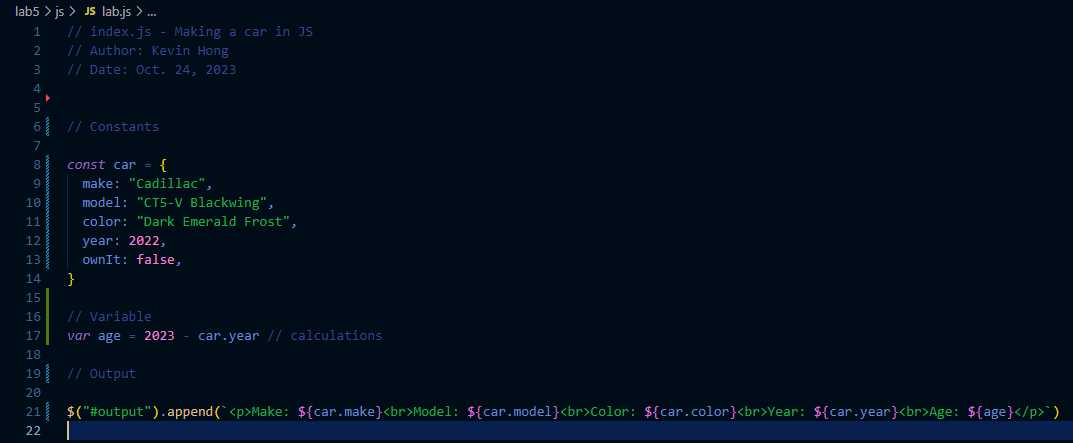 lab5 > js > JS lab.js > ...
1 // index.js - Making a car in JS
2 // Author: Kevin Hong
3 // Date: Oct. 24, 2023
4
5
6 // Constants
7
8 const car = {
9 make: "Cadillac",
10 model: "CT5-V Blackwing",
11 color: "Dark Emerald Frost",
12 year: 2022,
13 ownIt: false,
14 }
15
16 // Variable
17 var age = 2023 - car.year // calculations
18
19 // Output
20
21 $("#output").append(`<p>Make: ${car.make}<br>Model: ${car.model}<br>Color: ${car.color}<br>Year: ${car.year}<br>Age: ${age}</p>`)
22